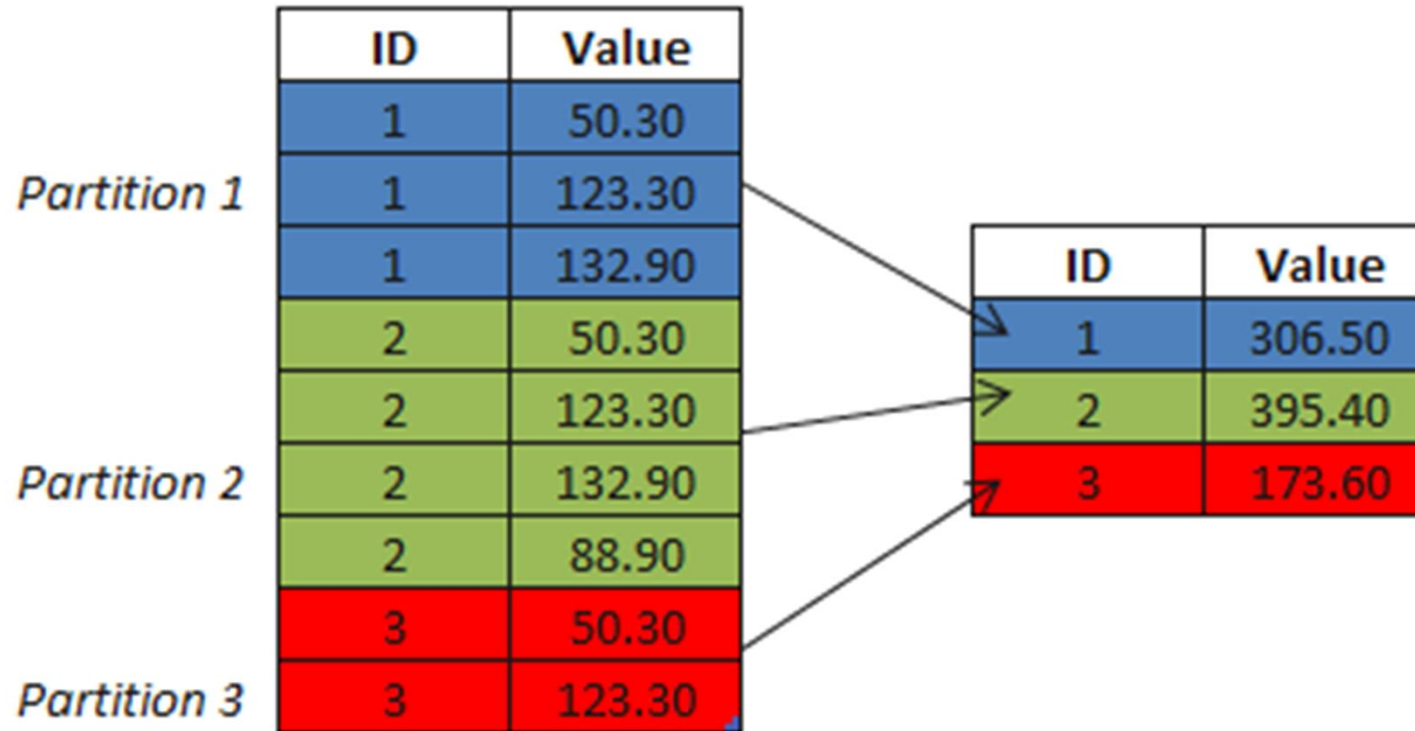 ID Value
1 50.30
Partition 1 1 123.30
1 132.90
ID Value
2 50.30
1 306.50
2 123.30
2 395.40
Partition 2 2 132.90
3 173.60
2 88.90
3 50.30
Partition 3 3 123.30